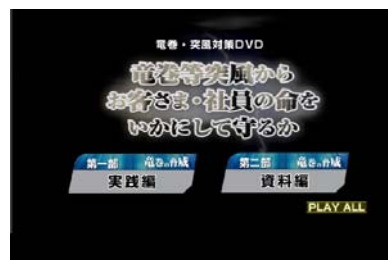 竜巻・突風対策DVD
竜巻等突風から
お客さま・社員の命を
いかにして守るか
第一部
実践編
第二部
資料編
PLAY ALL